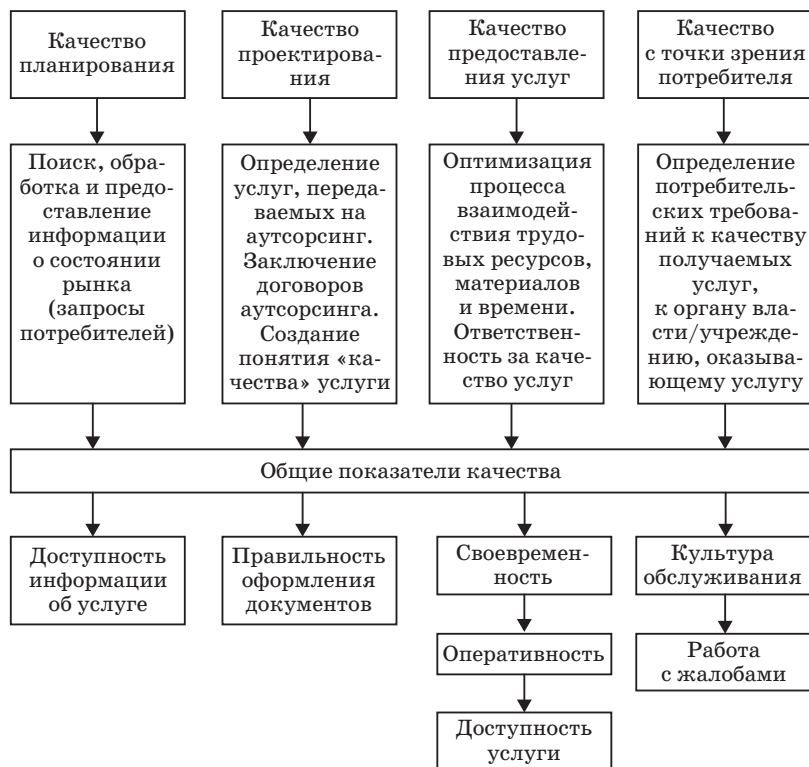 Качество
планирования
Качество
проектирова-
ния
Качество
предоставле-
ния услуг
Качество
с точки зрения
потребителя
Поиск, обра-
ботка и предо-
ставление
информации
о состоянии
рынка
(запросы
потребителей)
Определение
услуг, переда-
ваемых на
аутсорсинг.
Заключение
договоров
аутсорсинга.
Создание
понятия «ка-
чества» услуги
Оптимизация
процесса
взаимодей-
ствия трудо-
вых ресурсов,
материалов
и времени.
Ответствен-
ность за каче-
ство услуг
Определение
потребитель-
ских требова-
ний к качеству
получаемых
услуг,
к органу вла-
сти/учрежде-
нию, оказыва-
ющему услугу
Общие показатели качества
Доступность
информации
об услуге
Правильность
оформления
документов
Своевремен-
ность
Оперативность
Доступность
услуги
Культура
обслуживания
Работа
с жалобами